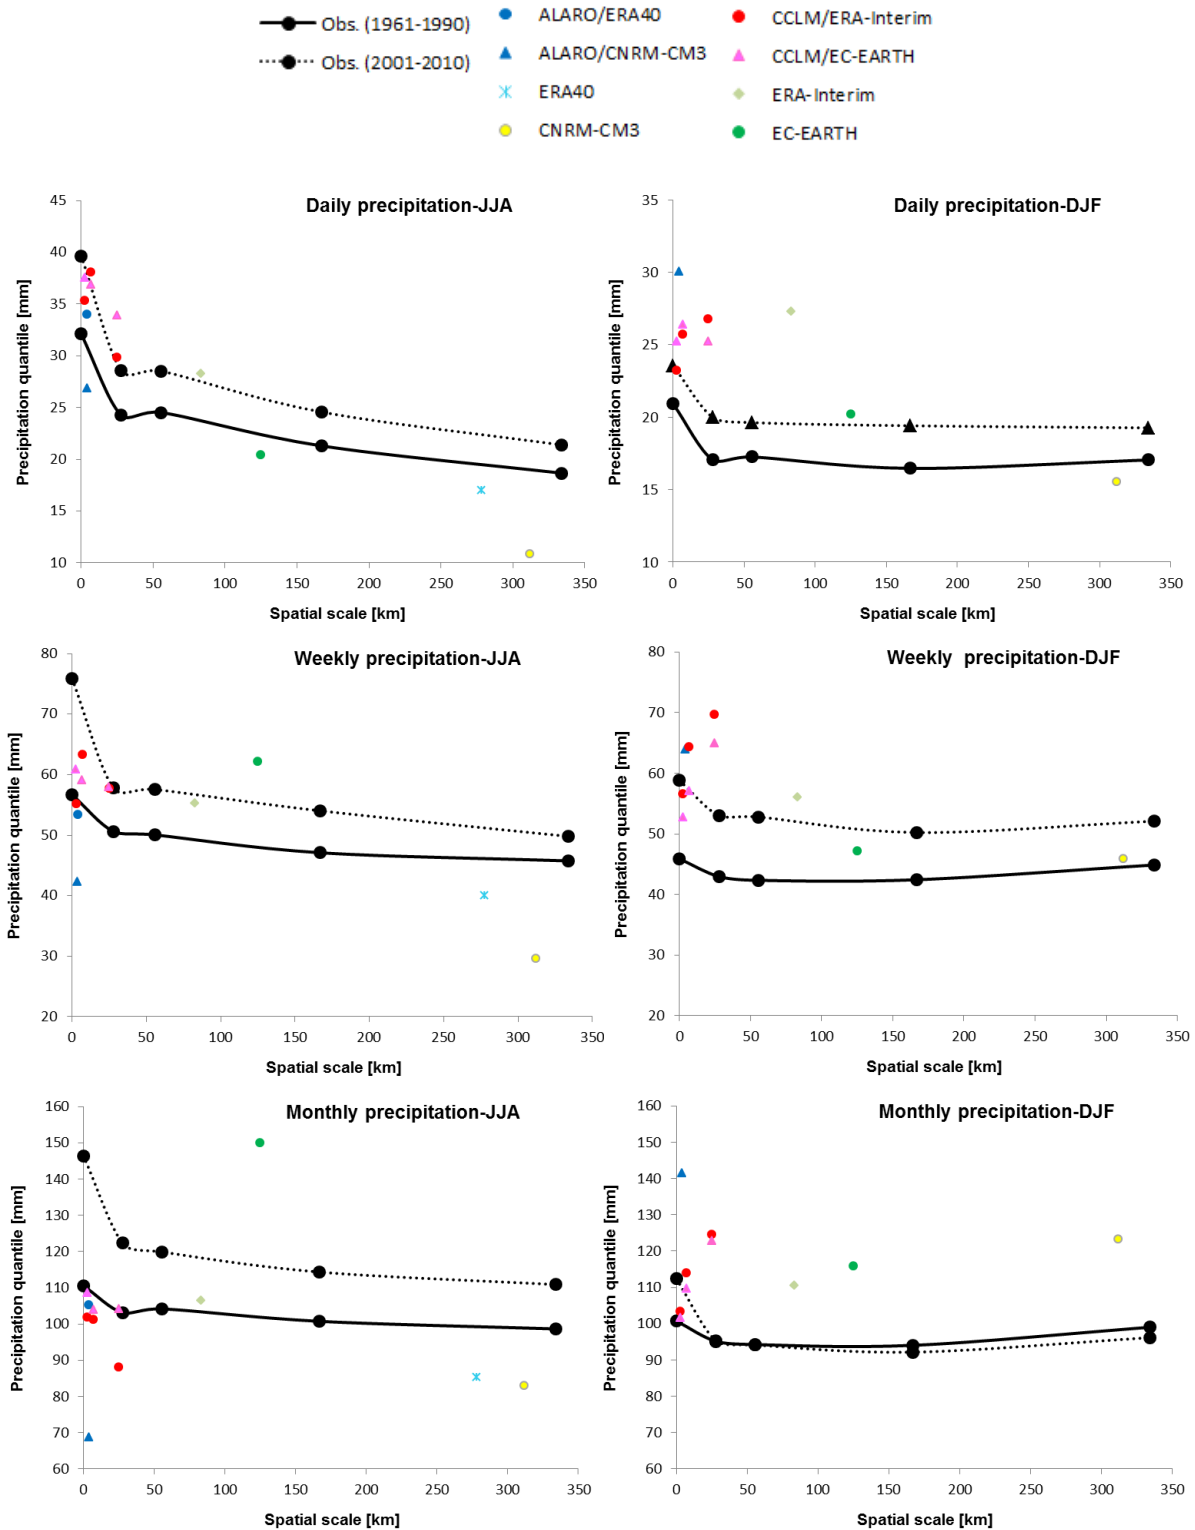 Obs. (1961-1990)
Obs. (2001-2010)
ALARO/ERA40
ALARO/CNRM-CM3
ERA40
CNRM-CM3
CCLM/ERA-Interim
CCLM/EC-EARTH
ERA-Interim
EC-EARTH
Daily precipitation-JJA
Precipitation quantile [mm]
45
40
35
30
25
20
15
10
0 50 100 150 200 250 300 350
Spatial scale [km]
Daily precipitation-DJF
Precipitation quantile [mm]
35
30
25
20
15
10
0 50 100 150 200 250 300 350
Spatial scale [km]
Weekly precipitation-JJA
Precipitation quantile [mm]
80
70
60
50
40
30
20
0 50 100 150 200 250 300 350
Spatial scale [km]
Weekly precipitation-DJF
Precipitation quantile [mm]
80
70
60
50
40
30
20
0 50 100 150 200 250 300 350
Spatial scale [km]
Monthly precipitation-JJA
Precipitation quantile [mm]
160
150
140
130
120
110
100
90
80
70
60
0 50 100 150 200 250 300 350
Spatial scale [km]
Monthly precipitation-DJF
Precipitation quantile [mm]
160
150
140
130
120
110
100
90
80
70
60
0 50 100 150 200 250 300 350
Spatial scale [km]